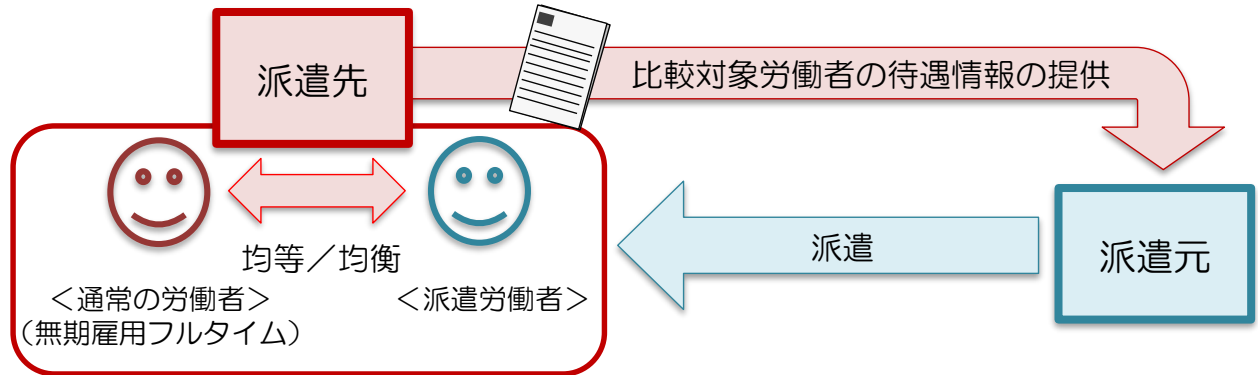 派遣先
比較対象労働者の待遇情報の提供
派遣
派遣元
均等／均衡
＜通常の労働者＞
（無期雇用フルタイム）
＜派遣労働者＞